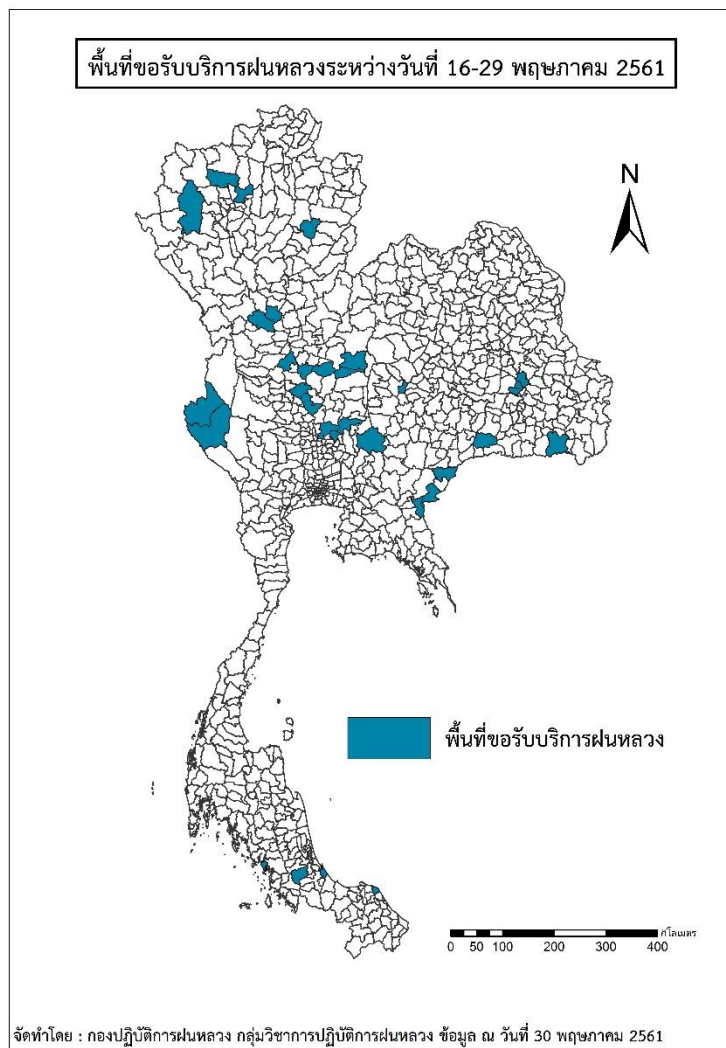 พื้นที่ขอรับบริการฝนหลวงระหว่างวันที่ 16-29 พฤษภาคม 2561
N
พื้นที่ขอรับบริการฝนหลวง
กิโลเมตร
0 50 100 200 300 400
จัดทำโดย : กองปฏิบัติการฝนหลวง กลุ่มวิชาการปฏิบัติการฝนหลวง ข้อมูล ณ วันที่ 30 พฤษภาคม 2561